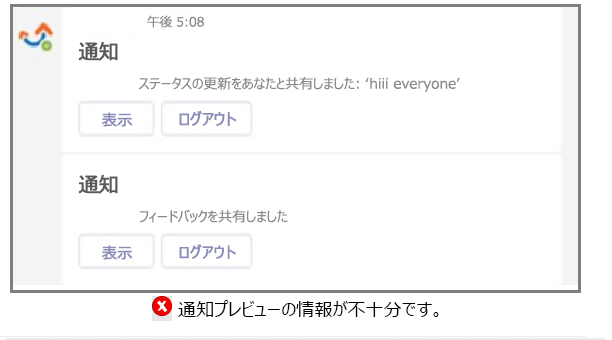 午後 5:08
通知
ステータスの更新をあなたと共有しました: ‘hiii everyone’
表示 ログアウト
通知
フィードバックを共有しました
表示 ログアウト
通知プレビューの情報が不十分です。